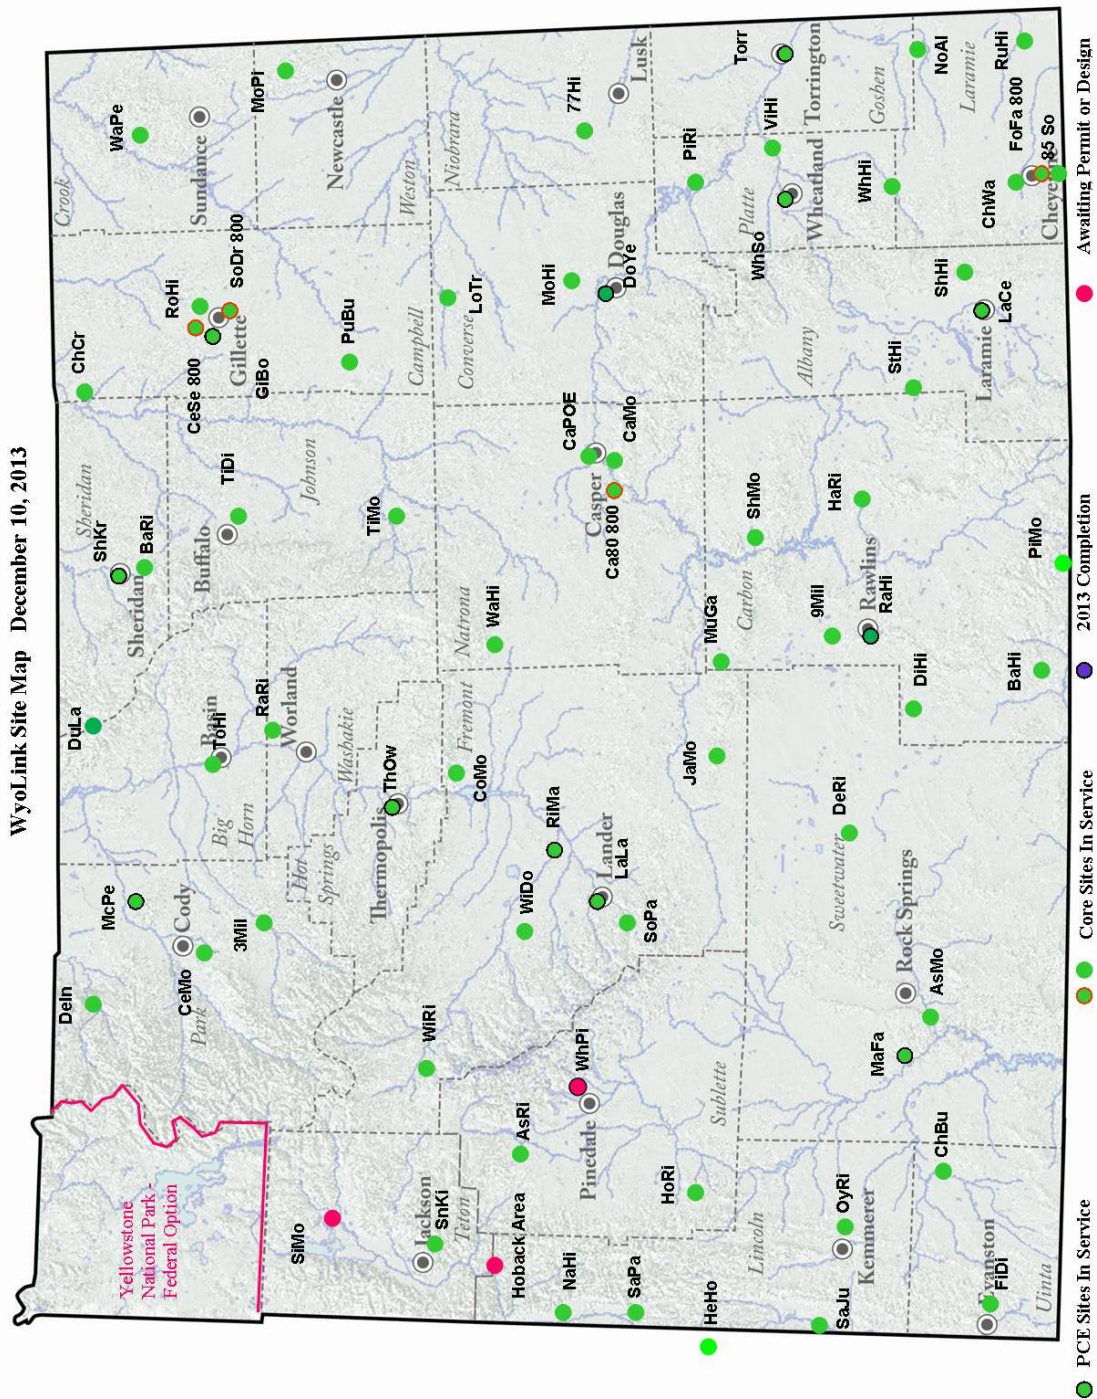 WyoLink Site Map December 10, 2013
Yellowstone
National Park -
Federal Option
DeIn
McPe
DuLa
Sheridan
ShKr
BaRi
Sheridan
ChCr
Crook
WaPe
Cody
CeMo
Park
3Mil
Big
Horn
Basin
ToHi
RaRi
Worland
Buffalo
TiDi
Johnson
TiMo
CeSe 800
RoHi
Gillette
SoDr 800
GiBo
PuBu
Campbell
Sundance
MoPi
Newcastle
Weston
SiMo
Jackson
SnKi
Teton
Hoback Area
WiRi
Hot
Springs
Washakie
Thermopolis
ThOw
Fremont
CoMo
Natrona
WaHi
Converse
LoTr
Niobrara
AsRi
WhPi
Pinedale
WiDo
RiMa
Lander
LaLa
SoPa
CaPOE
Casper
CaMo
Ca80 800
MoHi
Douglas
DoYe
77Hi
Lusk
NaHi
SaPa
HeHo
HoRi
Sublette
JaMo
MuGa
Carbon
ShMo
PiRi
Platte
WhSo
Wheatland
ViHi
Torr
Torrington
Goshen
Lincoln
SaJu
OyRi
Kemmerer
Sweetwater
DeRi
Rock Springs
MaFa
AsMo
9Mil
Rawlins
RaHi
HaRi
DiHi
Albany
StHi
ShHi
Laramie
LaCe
WhHi
NoAl
Laramie
ChBu
Evanston
FiDi
Uinta
BaHi
PiMo
ChWa
FoFa 800
85 So
Cheyenne
RuHi
PCE Sites In Service
Core Sites In Service
2013 Completion
Awaiting Permit or Design